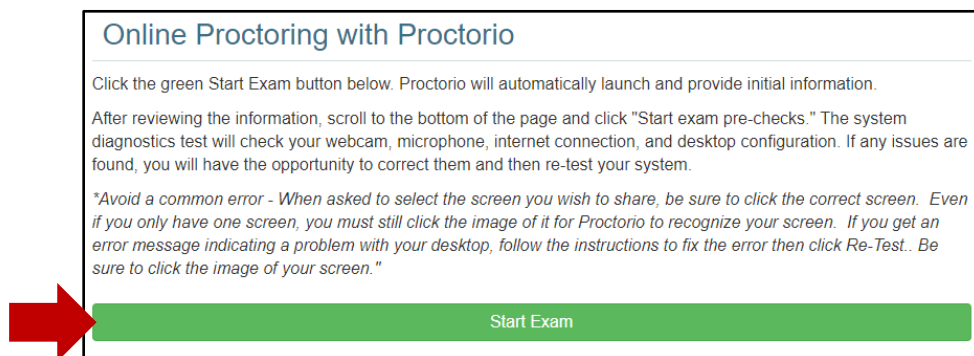 Online Proctoring with Proctorio
Click the green Start Exam button below. Proctorio will automatically launch and provide initial information.
After reviewing the information, scroll to the bottom of the page and click "Start exam pre-checks." The system
diagnostics test will check your webcam, microphone, internet connection, and desktop configuration. If any issues are
found, you will have the opportunity to correct them and then re-test your system.
*Avoid a common error - When asked to select the screen you wish to share, be sure to click the correct screen.  Even
if you only have one screen, you must still click the image of it for Proctorio to recognize your screen.  If you get an
error message indicating a problem with your desktop, follow the instructions to fix the error then click Re-Test.. Be
sure to click the image of your screen."
Start Exam